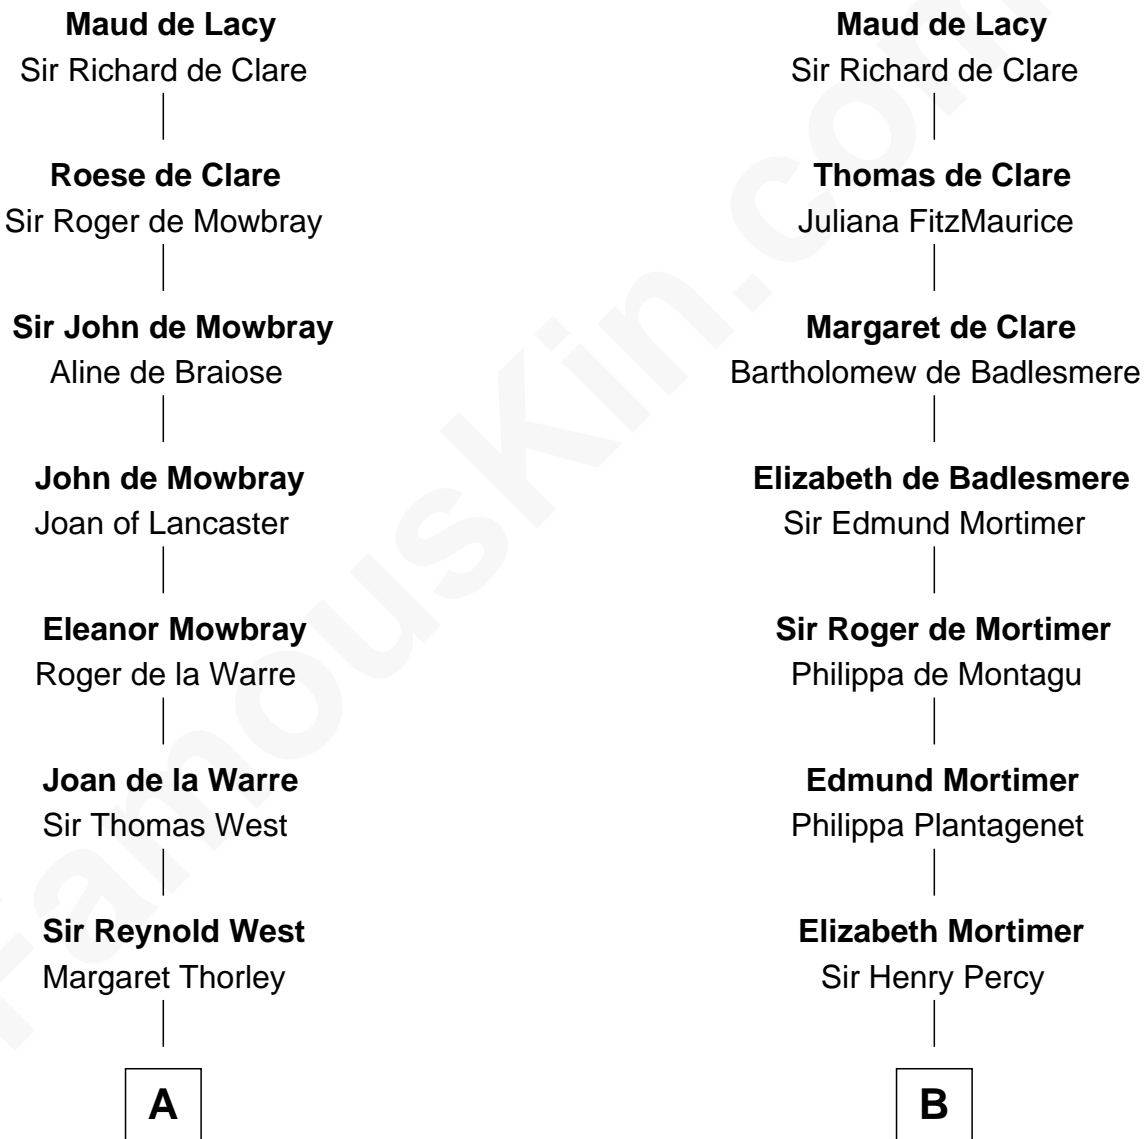 Maud de Lacy
Sir Richard de Clare
Roese de Clare
Sir Roger de Mowbray
Sir John de Mowbray
Aline de Braiose
John de Mowbray
Joan of Lancaster
Eleanor Mowbray
Roger de la Warre
Joan de la Warre
Sir Thomas West
Sir Reynold West
Margaret Thorley
A
Maud de Lacy
Sir Richard de Clare
Thomas de Clare
Juliana FitzMaurice
Margaret de Clare
Bartholomew de Badlesmere
Elizabeth de Badlesmere
Sir Edmund Mortimer
Sir Roger de Mortimer
Philippa de Montagu
Edmund Mortimer
Philippa Plantagenet
Elizabeth Mortimer
Sir Henry Percy
B
FamousKin.com